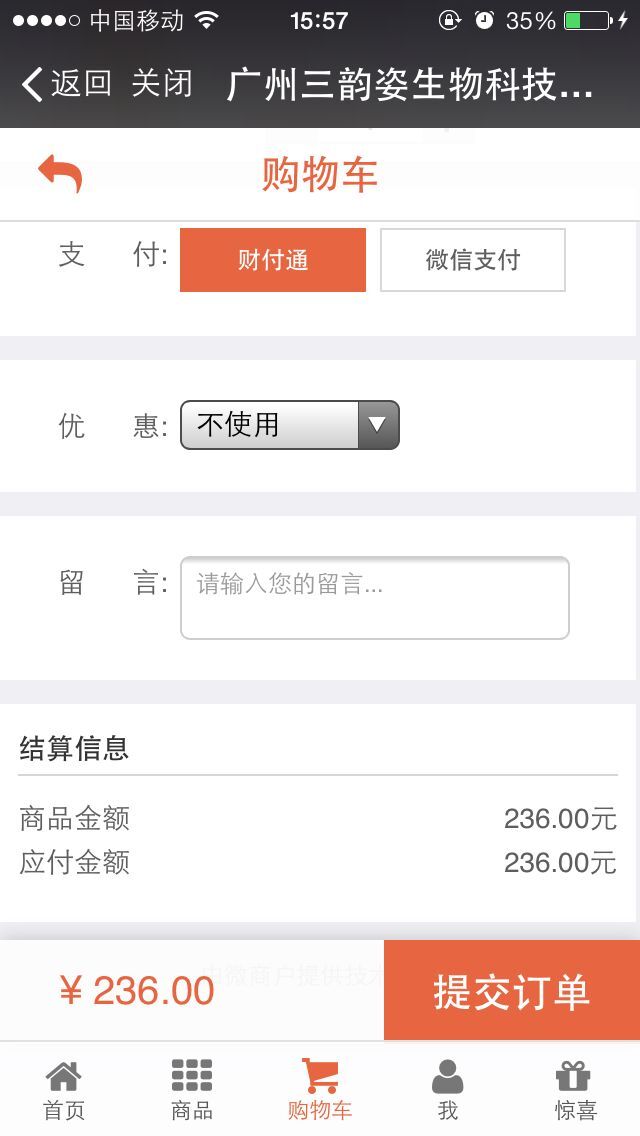 中国移动 15:57 35%
返回 关闭 广州三韵姿生物科技...
购物车
支 付: 财付通 微信支付
优 惠: 不使用
留 言: 请输入您的留言...
结算信息
商品金额 236.00元
应付金额 236.00元
微商户提供技术
¥ 236.00 提交订单
首页 商品 购物车 我 惊喜